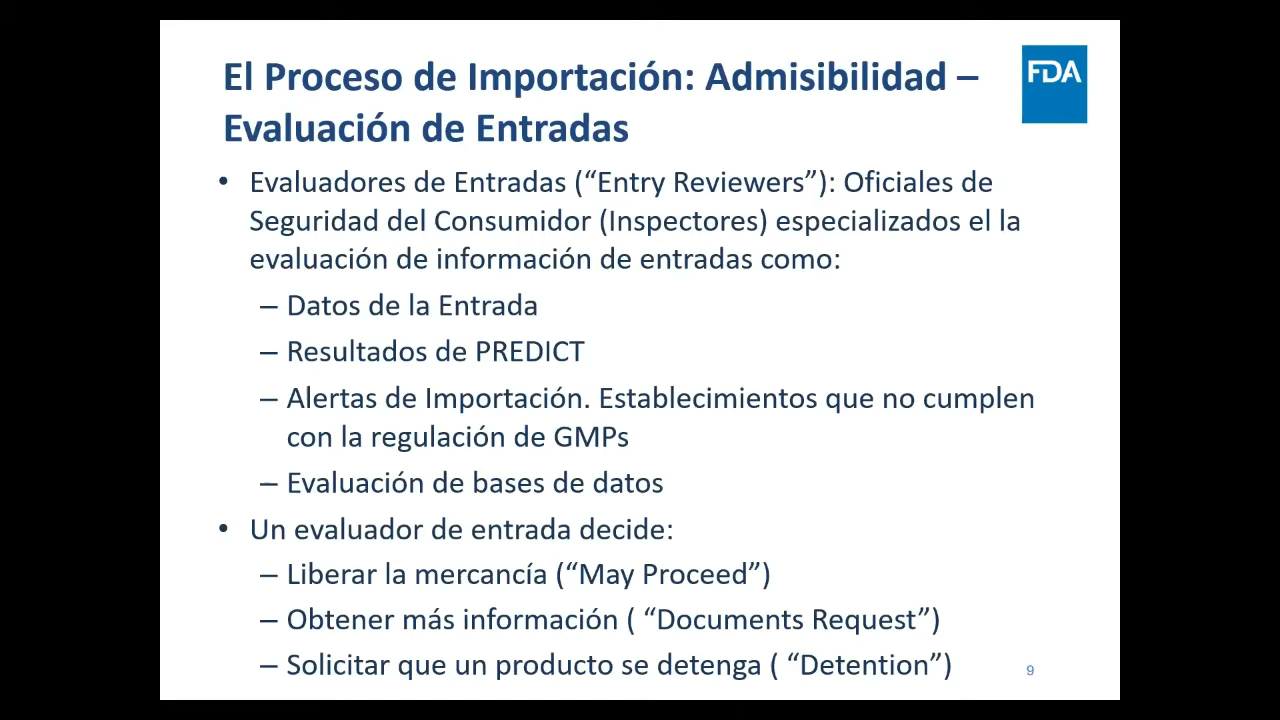 El Proceso de Importación: Admisibilidad –
Evaluación de Entradas
FDA
• Evaluadores de Entradas (“Entry Reviewers”): Oficiales de
Seguridad del Consumidor (Inspectores) especializados el la
evaluación de información de entradas como:
– Datos de la Entrada
– Resultados de PREDICT
– Alertas de Importación. Establecimientos que no cumplen
con la regulación de GMPs
– Evaluación de bases de datos
• Un evaluador de entrada decide:
– Liberar la mercancía (“May Proceed”)
– Obtener más información ( “Documents Request”)
– Solicitar que un producto se detenga ( “Detention”)
9